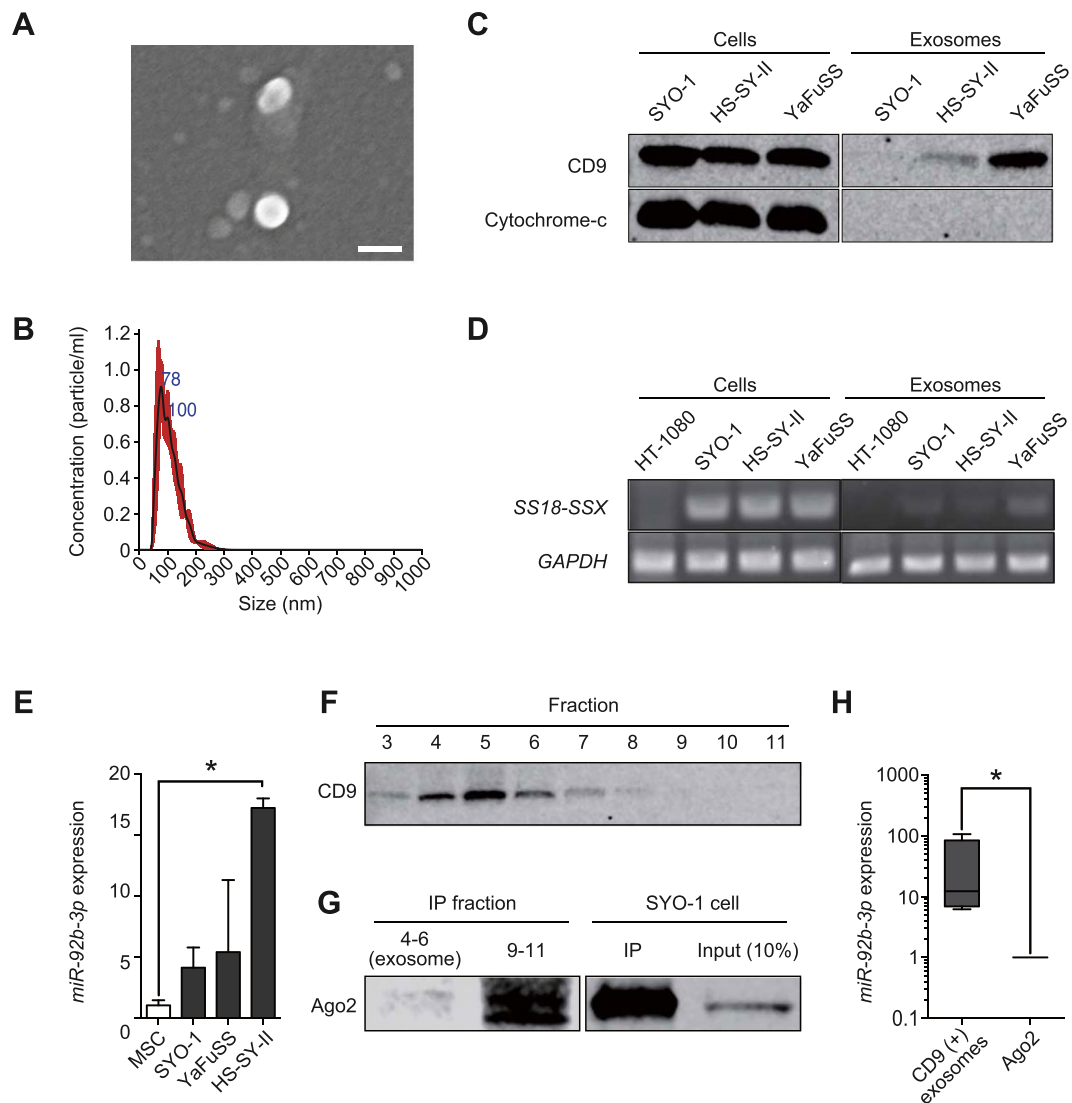 A
C
Cells
Exosomes
SYO-1
HS-SY-II
YaFuSS
SYO-1
HS-SY-II
YaFuSS
CD9
Cytochrome-c
B
Concentration (particle/ml)
1.2
1.0
0.8
0.6
0.4
0.2
0
78
100
0
100
200
300
400
500
600
700
800
900
1000
Size (nm)
D
Cells
Exosomes
HT-1080
SYO-1
HS-SY-II
YaFuSS
HT-1080
SYO-1
HS-SY-II
YaFuSS
SS18-SSX
GAPDH
E
miR-92b-3p expression
20
15
10
5
0
*
MSC
SYO-1
YaFuSS
HS-SY-II
F
Fraction
3 4 5 6 7 8 9 10 11
CD9
G
IP fraction
SYO-1 cell
4-6
(exosome)
9-11
IP
Input (10%)
Ago2
H
miR-92b-3p expression
1000
100
10
1
0.1
*
CD9 (+)
exosomes
Ago2